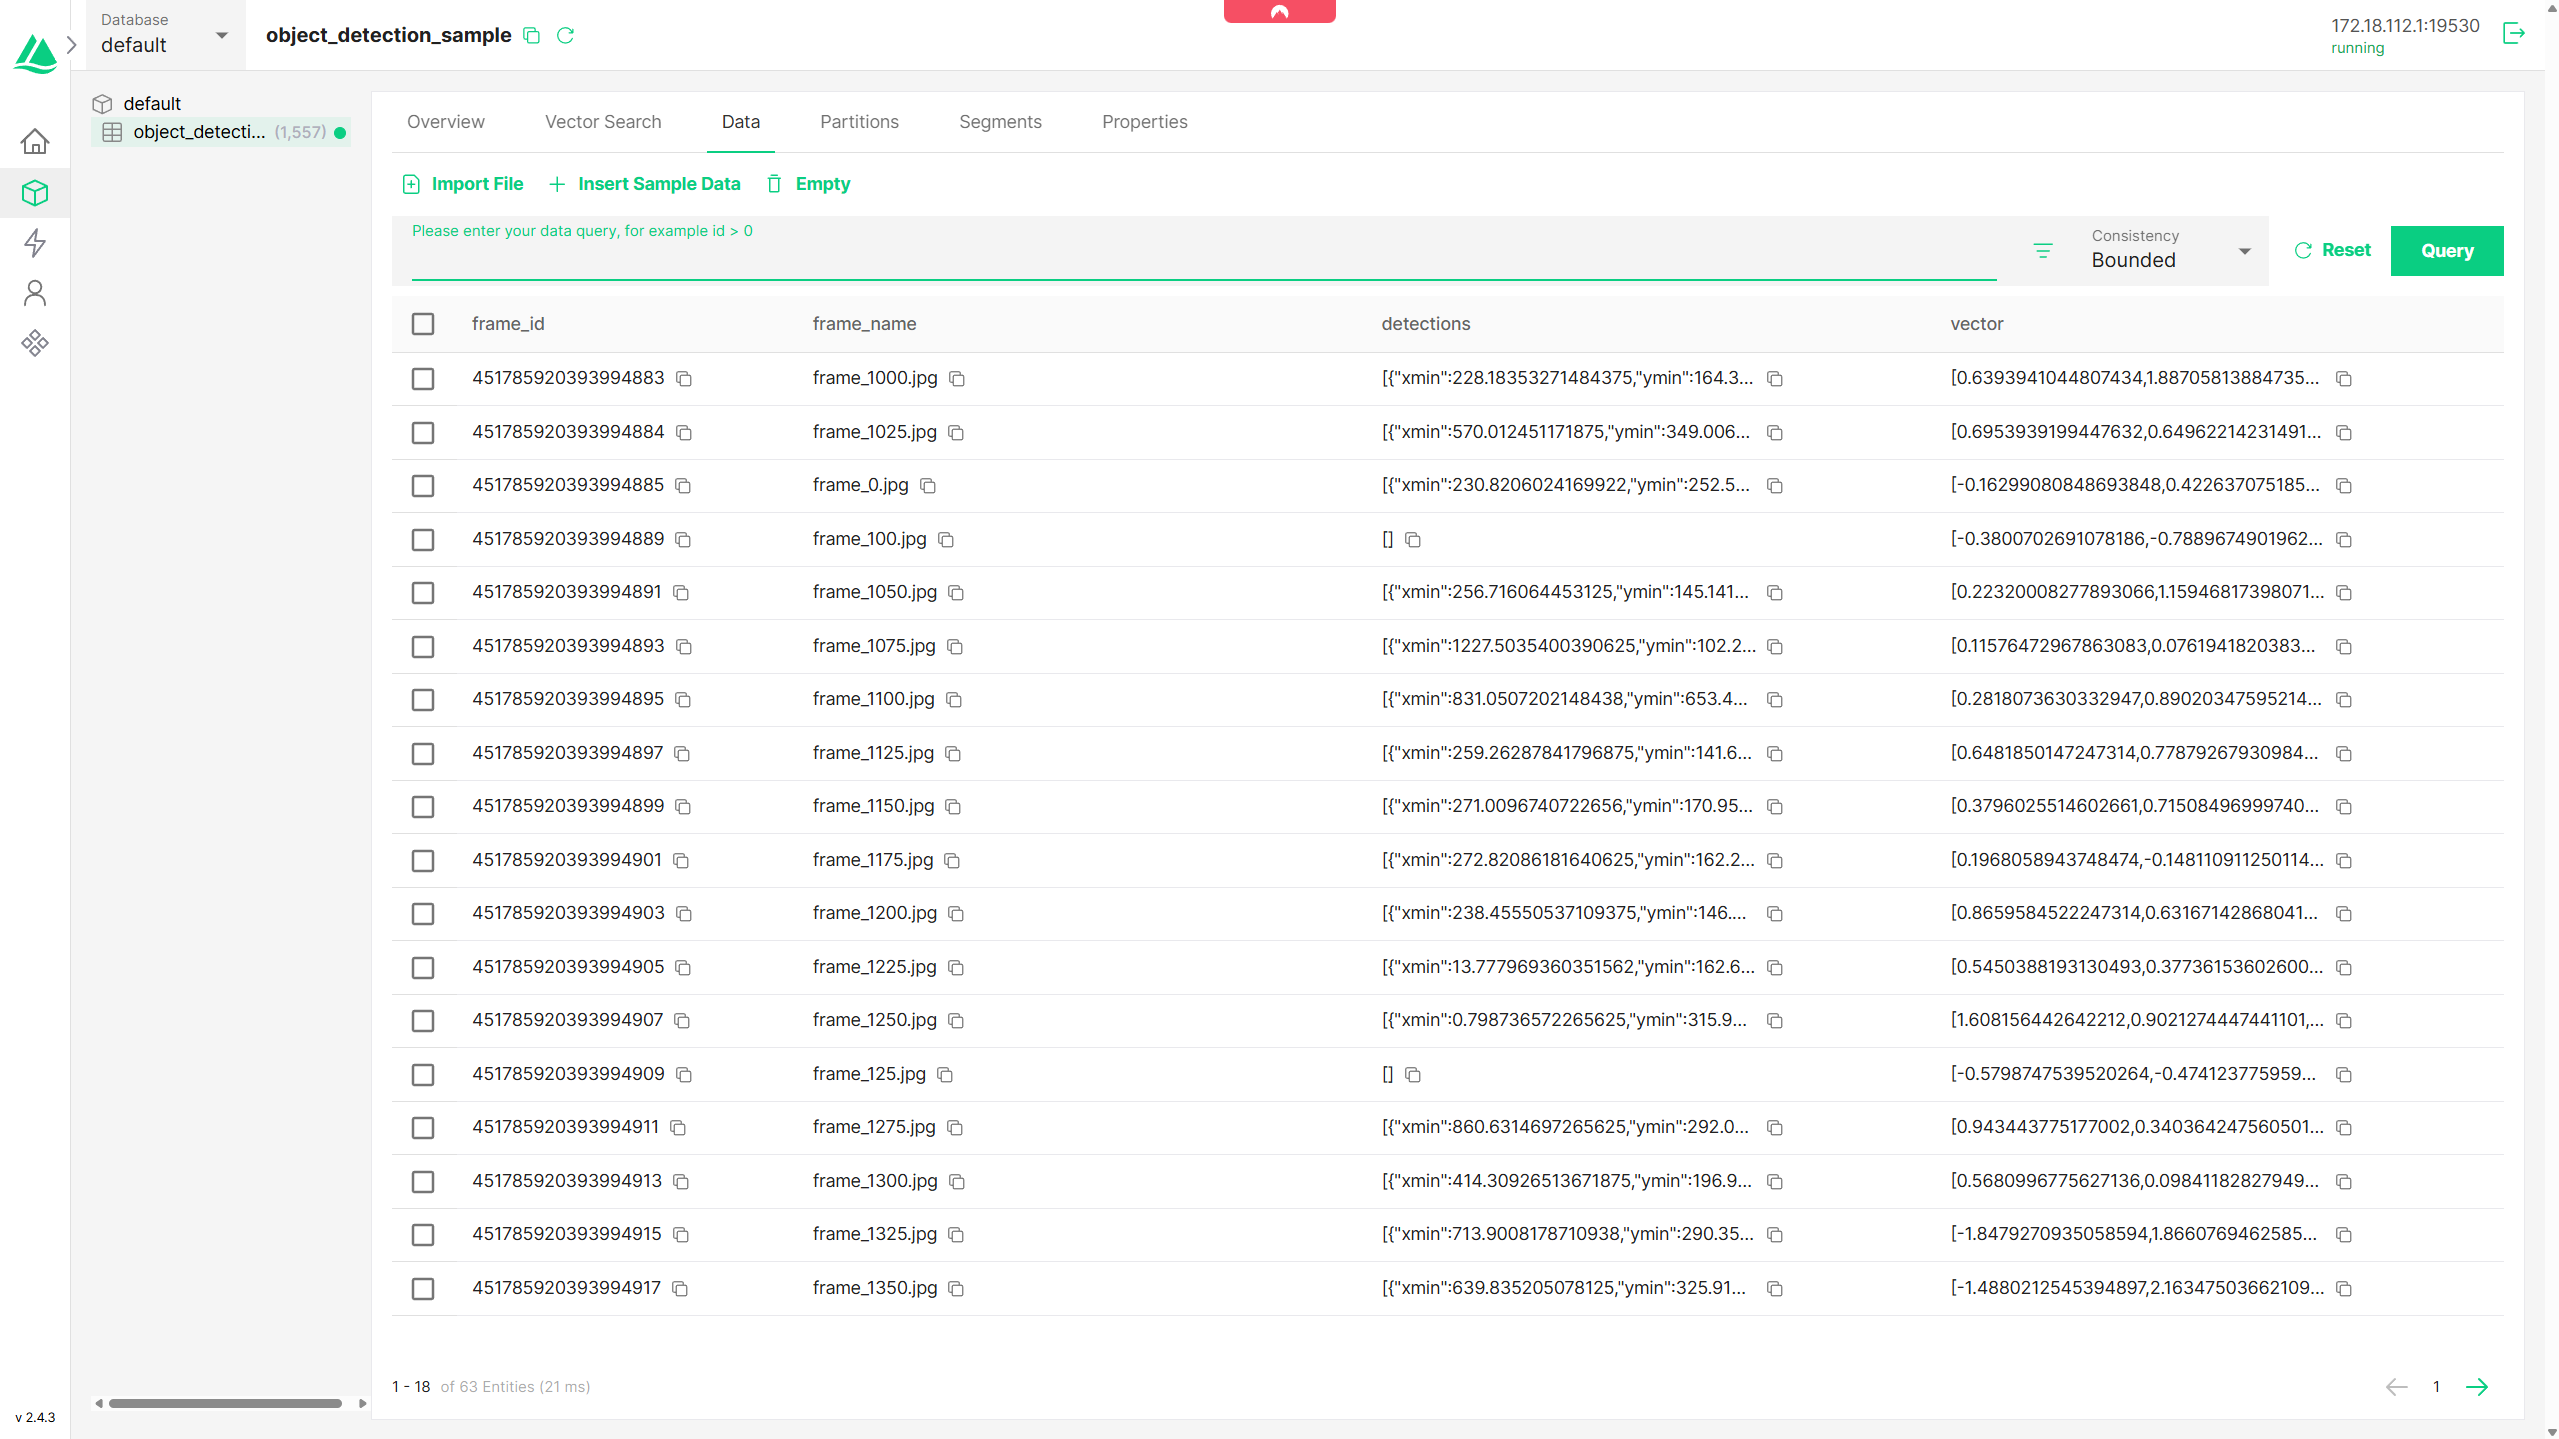 Database
default
object_detection_sample
172.18.112.1:19530
running
default
object_detecti... (1,557)
Overview Vector Search Data Partitions Segments Properties
Import File Insert Sample Data Empty
Please enter your data query, for example id > 0
Consistency
Bounded
Reset
Query
frame_id frame_name detections vector
451785920393994883 frame_1000.jpg [{"xmin":228.18353271484375,"ymin":164.3... [0.6393941044807434,1.88705813884735...
451785920393994884 frame_1025.jpg [{"xmin":570.012451171875,"ymin":349.006... [0.6953939199447632,0.64962214231491...
451785920393994885 frame_0.jpg [{"xmin":230.8206024169922,"ymin":252.5... [-0.16299080848693848,0.422637075185...
451785920393994889 frame_100.jpg [] [-0.3800702691078186,-0.7889674901962...
451785920393994891 frame_1050.jpg [{"xmin":256.716064453125,"ymin":145.141... [0.22320008277893066,1.15946817398071...
451785920393994893 frame_1075.jpg [{"xmin":1227.5035400390625,"ymin":102.2... [0.11576472967863083,0.0761941820383...
451785920393994895 frame_1100.jpg [{"xmin":831.0507202148438,"ymin":653.4... [0.2818073630332947,0.89020347595214...
451785920393994897 frame_1125.jpg [{"xmin":259.26287841796875,"ymin":141.6... [0.6481850147247314,0.77879267930984...
451785920393994899 frame_1150.jpg [{"xmin":271.0096740722656,"ymin":170.95... [0.3796025514602661,0.71508496999740...
451785920393994901 frame_1175.jpg [{"xmin":272.82086181640625,"ymin":162.2... [0.1968058943748474,-0.148110911250114...
451785920393994903 frame_1200.jpg [{"xmin":238.45550537109375,"ymin":146.... [0.8659584522247314,0.63167142868041...
451785920393994905 frame_1225.jpg [{"xmin":13.777969360351562,"ymin":162.6... [0.5450388193130493,0.37736153602600...
451785920393994907 frame_1250.jpg [{"xmin":0.798736572265625,"ymin":315.9... [1.608156442642212,0.9021274447441101,...
451785920393994909 frame_125.jpg [] [-0.5798747539520264,-0.474123775959...
451785920393994911 frame_1275.jpg [{"xmin":860.6314697265625,"ymin":292.0... [0.943443775177002,0.340364247560501...
451785920393994913 frame_1300.jpg [{"xmin":414.30926513671875,"ymin":196.9... [0.5680996775627136,0.09841182827949...
451785920393994915 frame_1325.jpg [{"xmin":713.9008178710938,"ymin":290.35... [-1.8479270935058594,1.8660769462585...
451785920393994917 frame_1350.jpg [{"xmin":639.835205078125,"ymin":325.91... [-1.4880212545394897,2.16347503662109...
1 - 18 of 63 Entities (21 ms)
1
v 2.4.3